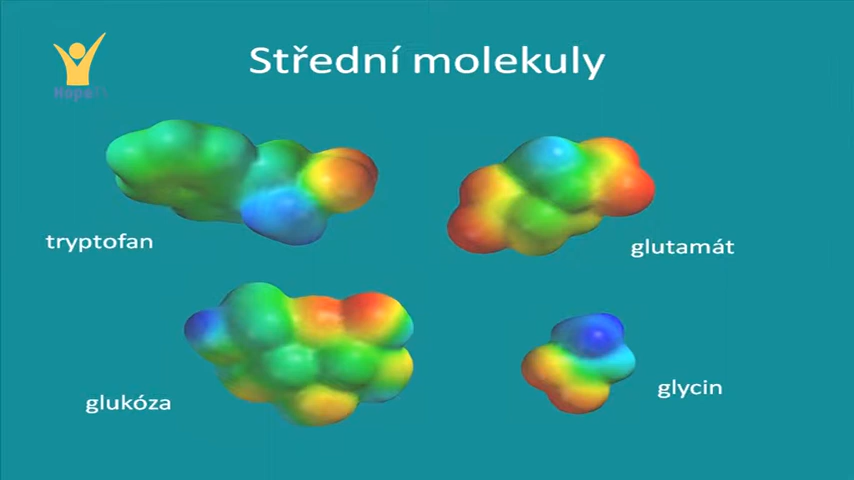 Střední molekuly
tryptofan
glutamát
glukóza
glycin